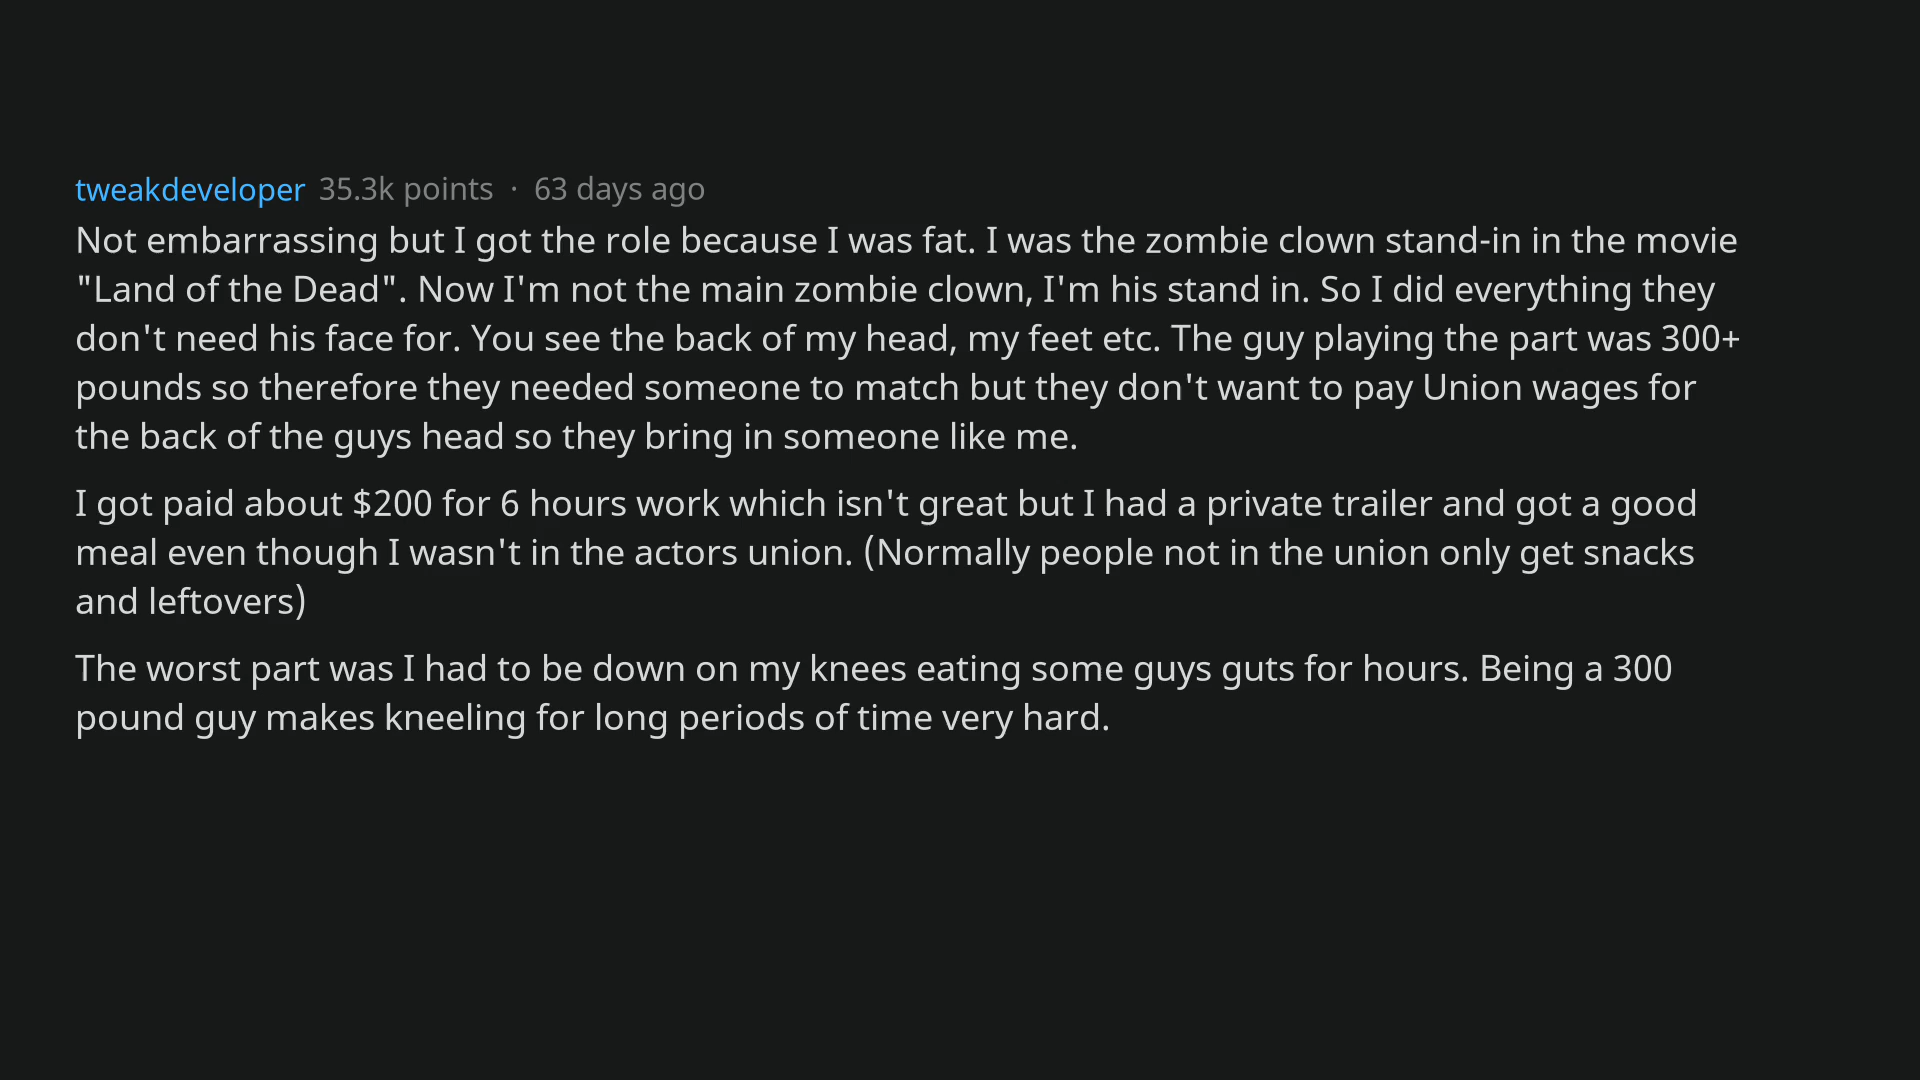 tweakdeveloper 35.3k points · 63 days ago
Not embarrassing but I got the role because I was fat. I was the zombie clown stand-in in the movie
"Land of the Dead". Now I'm not the main zombie clown, I'm his stand in. So I did everything they
don't need his face for. You see the back of my head, my feet etc. The guy playing the part was 300+
pounds so therefore they needed someone to match but they don't want to pay Union wages for
the back of the guys head so they bring in someone like me.
I got paid about $200 for 6 hours work which isn't great but I had a private trailer and got a good
meal even though I wasn't in the actors union. (Normally people not in the union only get snacks
and leftovers)
The worst part was I had to be down on my knees eating some guys guts for hours. Being a 300
pound guy makes kneeling for long periods of time very hard.